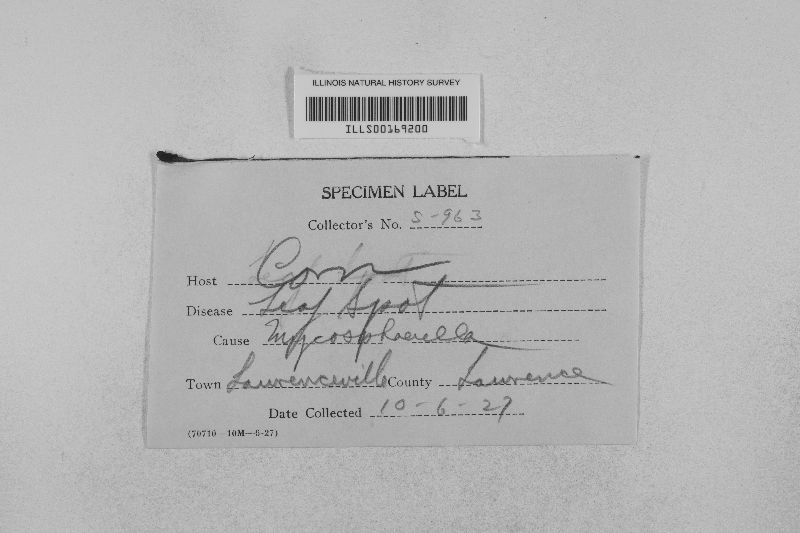 ILLINOIS NATURAL HISTORY SURVEY
ILLS00169200
SPECIMEN LABEL
Collector's No. S-963
Host Corn
Disease Leaf Spot
Cause Mycosphaerella
Town Lawrenceville County Lawrence
Date Collected 10-6-27
(70710—10M—6-27)